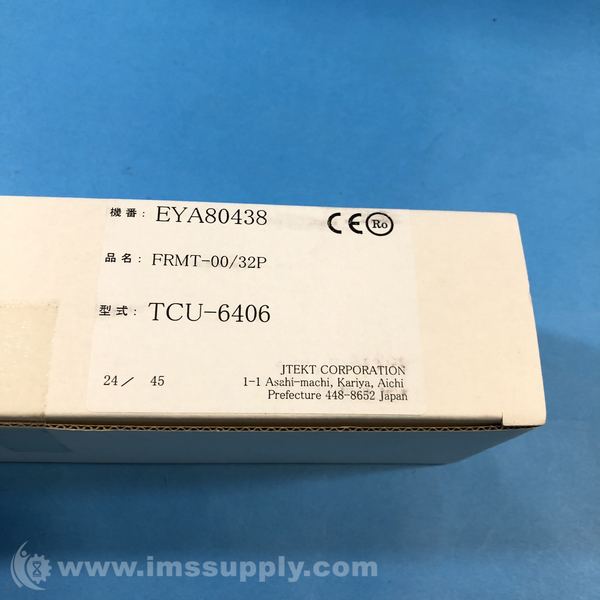 機番: EYA80438
CE Ro
品名: FRMT-00/32P
型式: TCU-6406
JTEKT CORPORATION
24/ 45 1-1 Asahi-machi, Kariya, Aichi
Prefecture 448-8652 Japan
www.imssupply.com